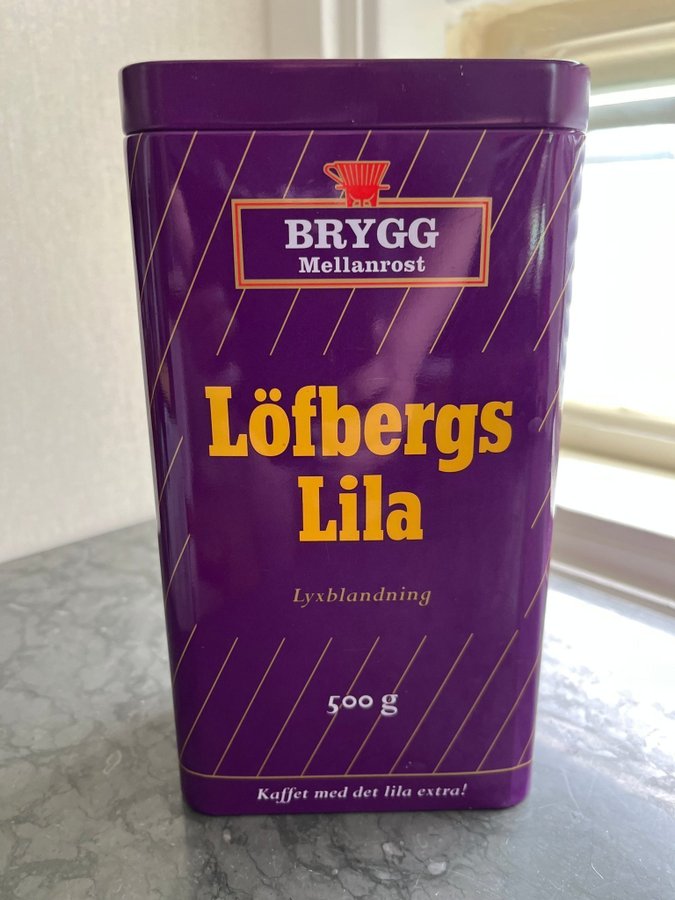 BRYGG
Mellanrost
Löfbergs
Lila
Lyxblandning
500 g
Kaffet med det lila extra!